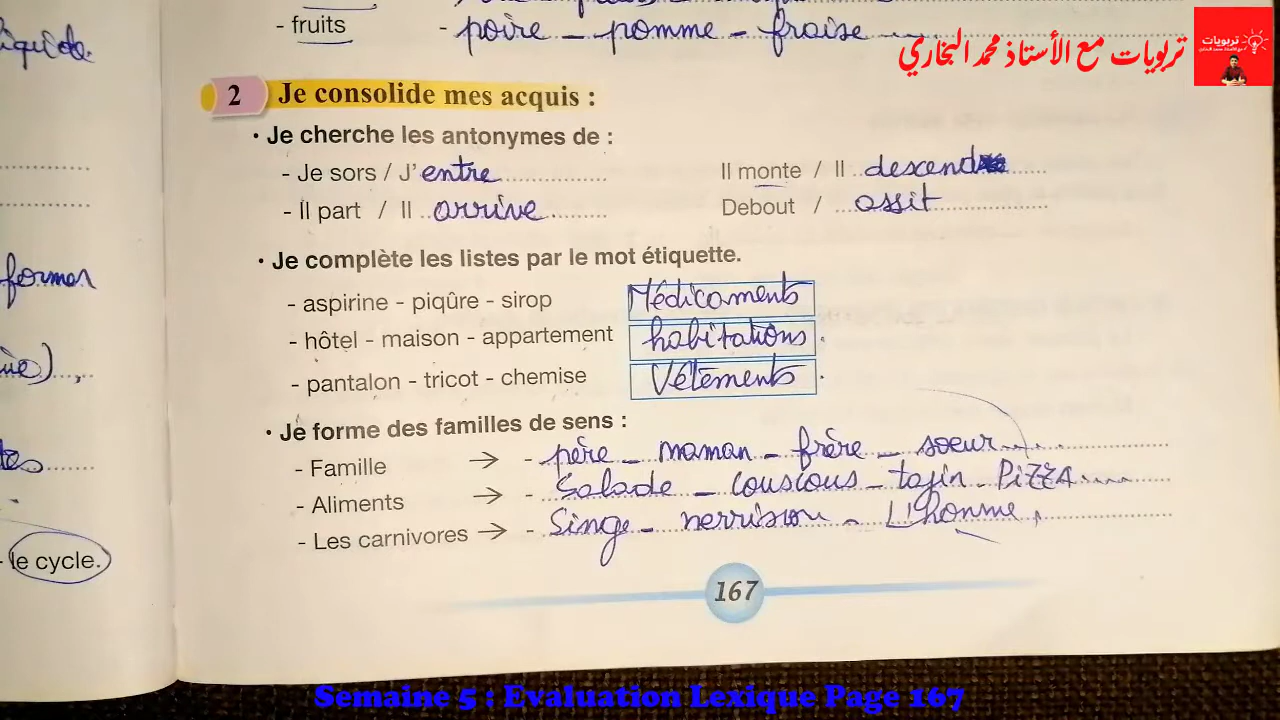 - fruits - poire - pomme - fraise ....
iquide.
تربويات مع الأستاذ محمد البخاري
تربويات
2 Je consolide mes acquis :
• Je cherche les antonymes de :
- Je sors / J' entre Il monte / Il descend
- Il part / Il arrive Debout / assit
• Je complète les listes par le mot étiquette.
former
- aspirine - piqûre - sirop Médicaments
- hôtel - maison - appartement habitations.
- pantalon - tricot - chemise Vêtements.
• Je forme des familles de sens :
- Famille → - père - maman - frère - soeur....
- Aliments → - Salade - couscous - tajin - Pizza....
- Les carnivores → - Singe - herrisson - L'homme.
le cycle.
167
Semaine 5 : Evaluation Lexique Page 167